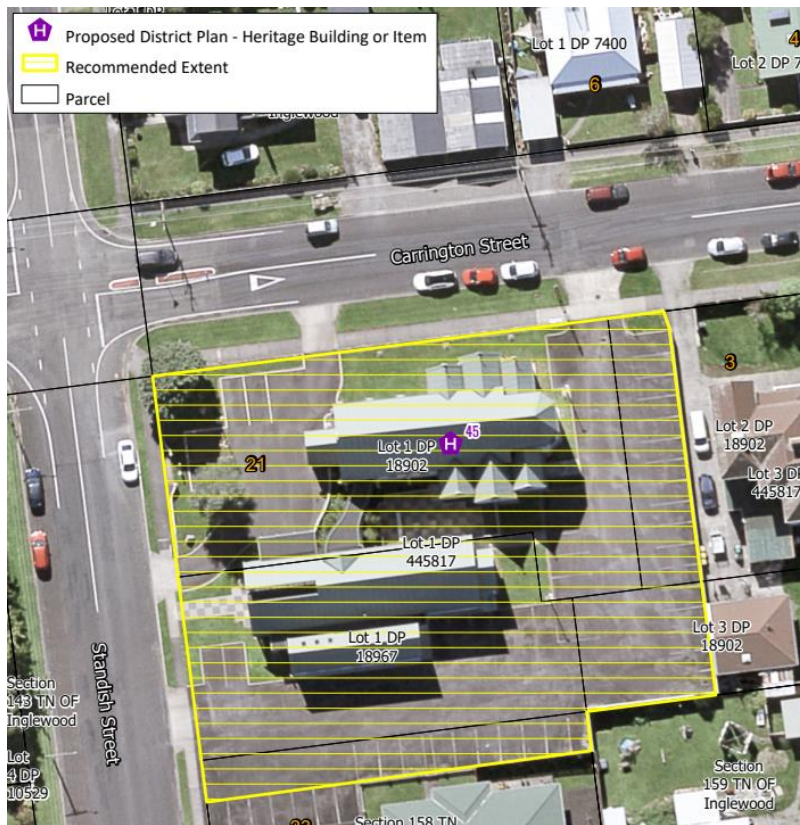 H
Proposed District Plan - Heritage Building or Item
Recommended Extent
Parcel
Lot 1 DP
Lot 1 DP 7400
4
Lot 2 DP 7
Inglewood
6
Carrington Street
3
45
H
Lot 1 DP
18902
21
Lot 2 DP
18902
Lot 3 DP
445817
Lot 1 DP
445817
Lot 1 DP
18967
Lot 3 DP
18902
Standish Street
Section
143 TN OF
Inglewood
Lot
4 DP
10529
Section
159 TN OF
Inglewood
Section 158 TN